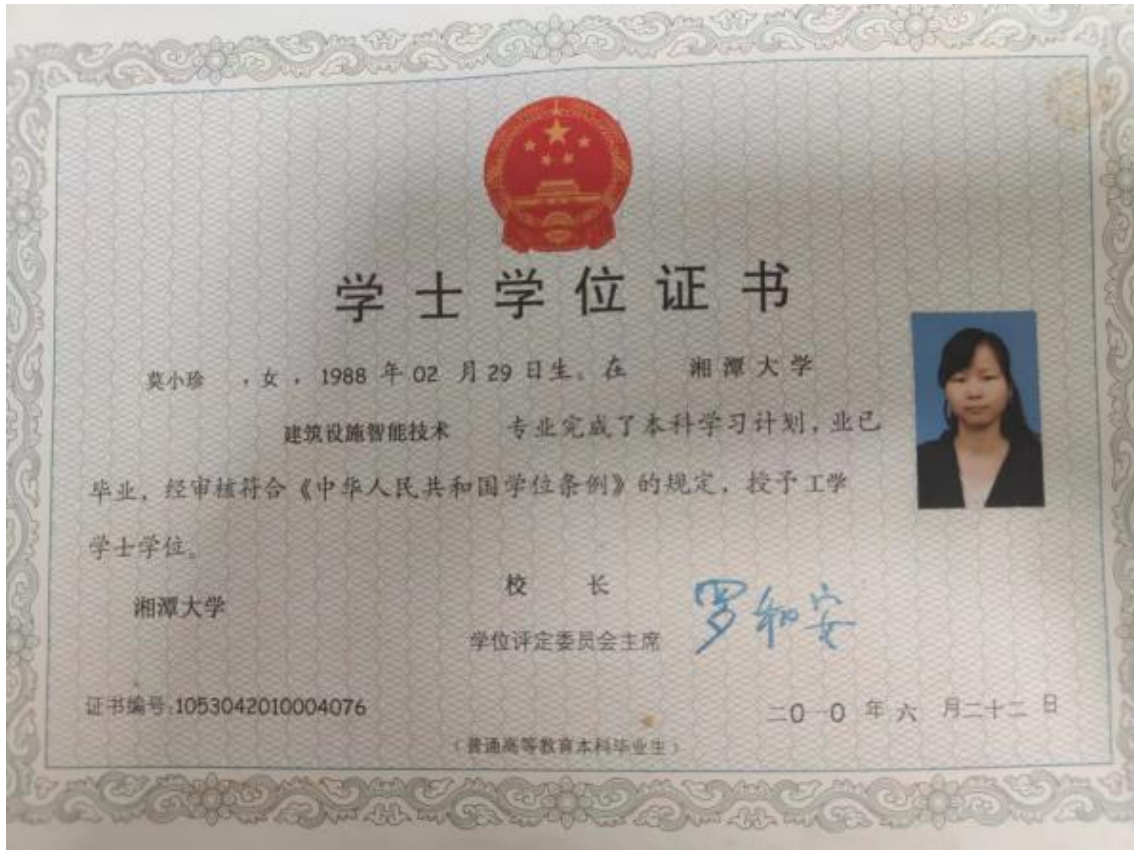 学士学位证书
莫小珍 ,女, 1988 年 02 月 29 日生。在 湘潭大学
建筑设施智能技术 专业完成了本科学习计划,业已
毕业,经审核符合《中华人民共和国学位条例》的规定,授予 工学
学士学位。
湘潭大学
校 长
学位评定委员会主席
罗和安
证书编号:1053042010004076
二0一0 年 六 月二十二 日
(普通高等教育本科毕业生)